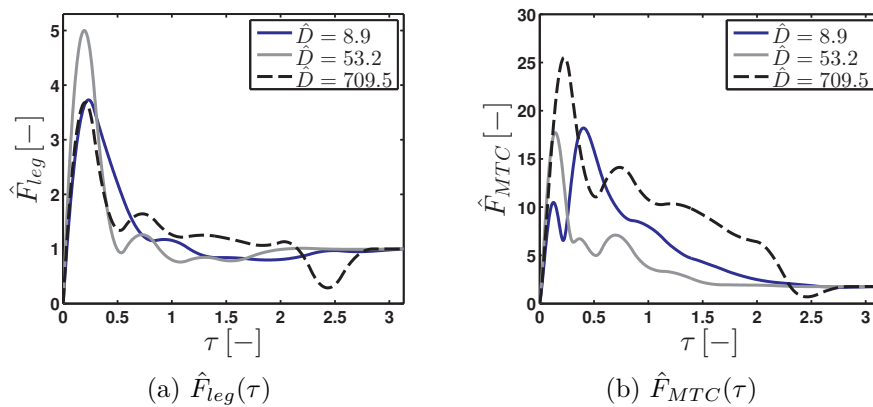 5
4
3
2
1
0
F̂_leg [−]
D̂ = 8.9
D̂ = 53.2
D̂ = 709.5
0 0.5 1 1.5 2 2.5 3
τ [−]
(a) F̂_leg(τ)
30
25
20
15
10
5
0
F̂_MTC [−]
D̂ = 8.9
D̂ = 53.2
D̂ = 709.5
0 0.5 1 1.5 2 2.5 3
τ [−]
(b) F̂_MTC(τ)